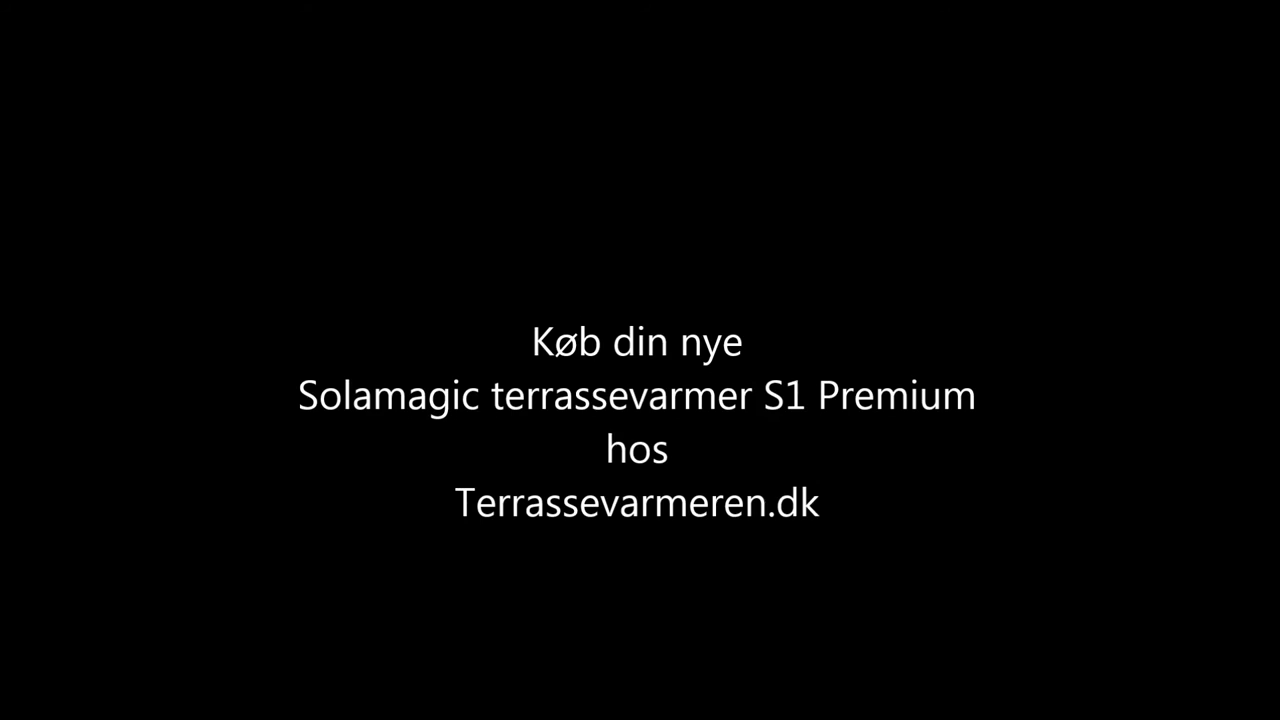 Køb din nye
Solamagic terrassevarmer S1 Premium
hos
Terrassevarmeren.dk